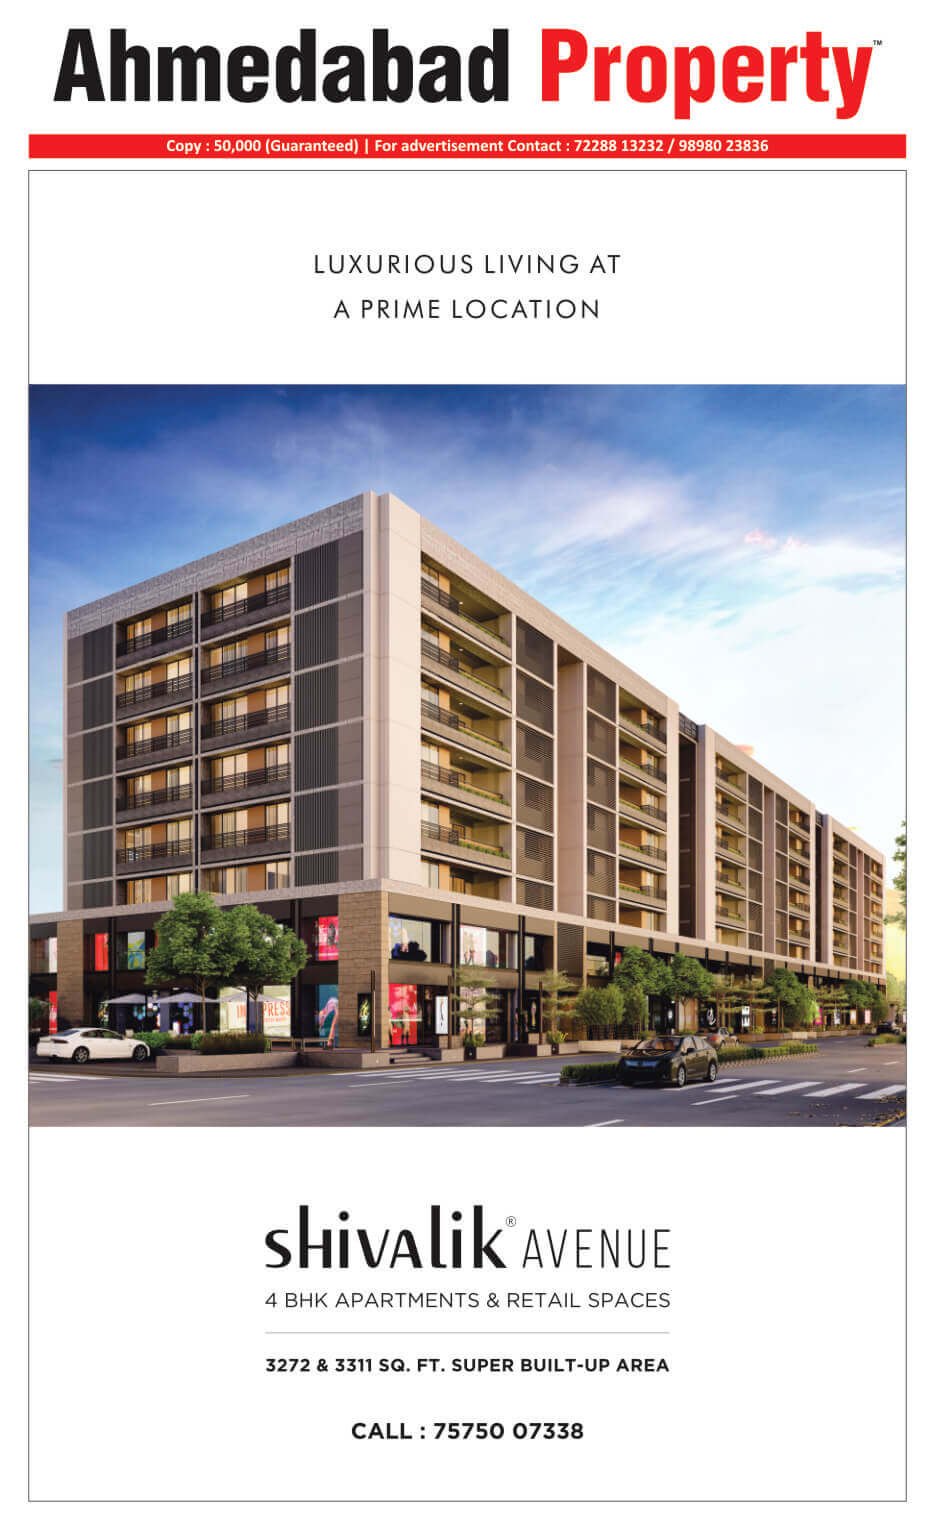 Ahmedabad Property™
Copy : 50,000 (Guaranteed) | For advertisement Contact : 72288 13232 / 98980 23836
LUXURIOUS LIVING AT
A PRIME LOCATION
sHivAlik® AVENUE
4 BHK APARTMENTS & RETAIL SPACES
3272 & 3311 SQ. FT. SUPER BUILT-UP AREA
CALL : 75750 07338